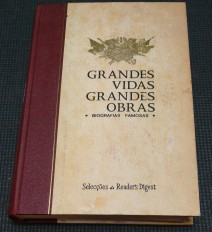 GRANDES
VIDAS
GRANDES
OBRAS
• BIOGRAFIAS FAMOSAS •
Selecções do Reader's Digest